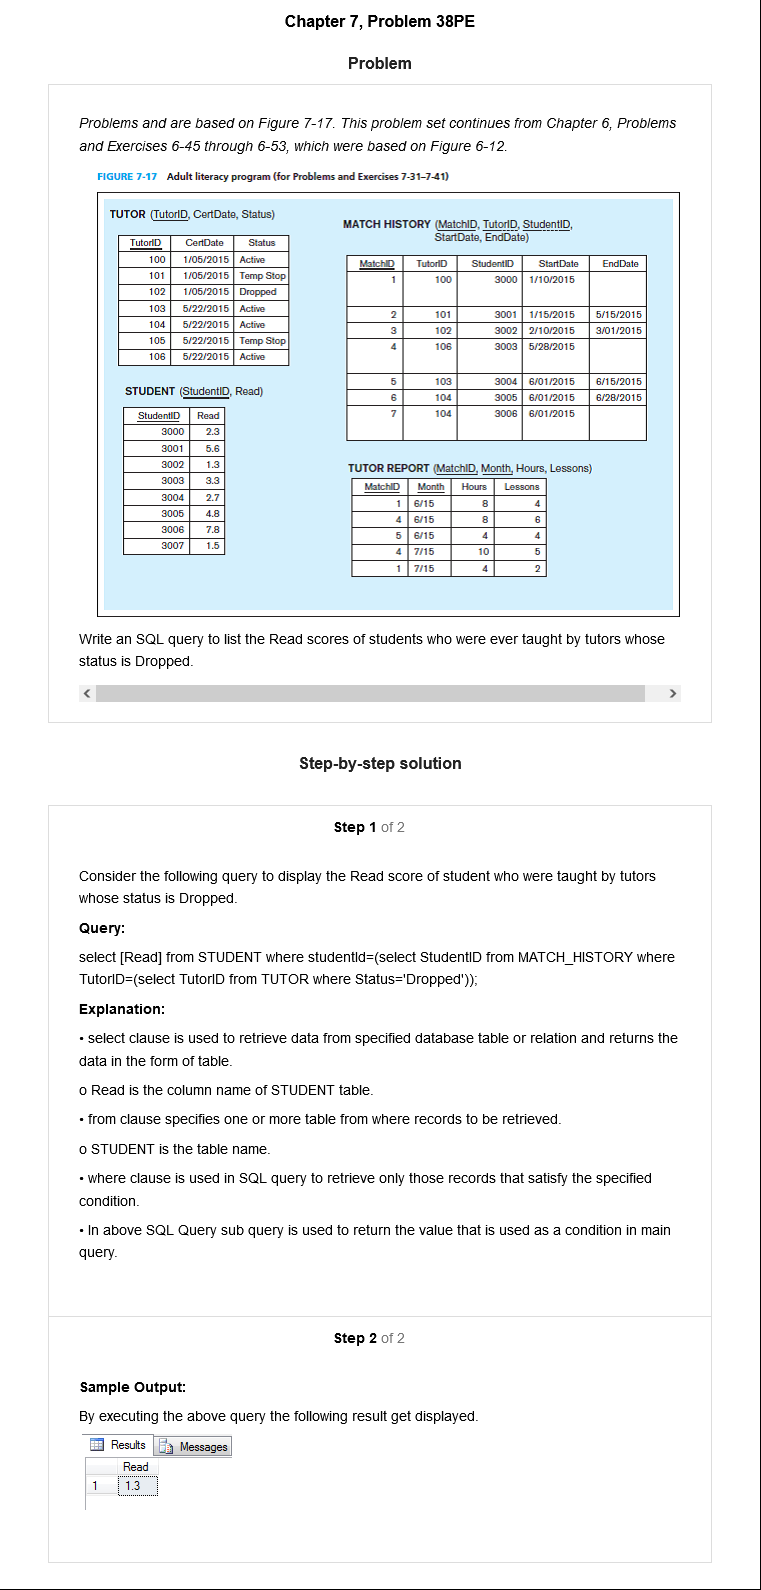 Chapter 7, Problem 38PE
Problem
Problems and are based on Figure 7-17. This problem set continues from Chapter 6, Problems
and Exercises 6-45 through 6-53, which were based on Figure 6-12.
FIGURE 7-17 Adult literacy program (for Problems and Exercises 7-31–7-41)
TUTOR (TutorID, CertDate, Status)
TutorID CertDate Status
100 1/05/2015 Active
101 1/05/2015 Temp Stop
102 1/05/2015 Dropped
103 5/22/2015 Active
104 5/22/2015 Active
105 5/22/2015 Temp Stop
106 5/22/2015 Active
STUDENT (StudentID, Read)
StudentID Read
3000 2.3
3001 5.6
3002 1.3
3003 3.3
3004 2.7
3005 4.8
3006 7.8
3007 1.5
MATCH HISTORY (MatchID, TutorID, StudentID,
StartDate, EndDate)
MatchID TutorID StudentID StartDate EndDate
1 100 3000 1/10/2015
2 101 3001 1/15/2015 5/15/2015
3 102 3002 2/10/2015 3/01/2015
4 106 3003 5/28/2015
5 103 3004 6/01/2015 6/15/2015
6 104 3005 6/01/2015 6/28/2015
7 104 3006 6/01/2015
TUTOR REPORT (MatchID, Month, Hours, Lessons)
MatchID Month Hours Lessons
1 6/15 8 4
4 6/15 8 6
5 6/15 4 4
4 7/15 10 5
1 7/15 4 2
Write an SQL query to list the Read scores of students who were ever taught by tutors whose
status is Dropped.
Step-by-step solution
Step 1 of 2
Consider the following query to display the Read score of student who were taught by tutors
whose status is Dropped.
Query:
select [Read] from STUDENT where studentId=(select StudentID from MATCH_HISTORY where
TutorID=(select TutorID from TUTOR where Status='Dropped'));
Explanation:
• select clause is used to retrieve data from specified database table or relation and returns the
data in the form of table.
o Read is the column name of STUDENT table.
• from clause specifies one or more table from where records to be retrieved.
o STUDENT is the table name.
• where clause is used in SQL query to retrieve only those records that satisfy the specified
condition.
• In above SQL Query sub query is used to return the value that is used as a condition in main
query.
Step 2 of 2
Sample Output:
By executing the above query the following result get displayed.
Results Messages
Read
1 1.3